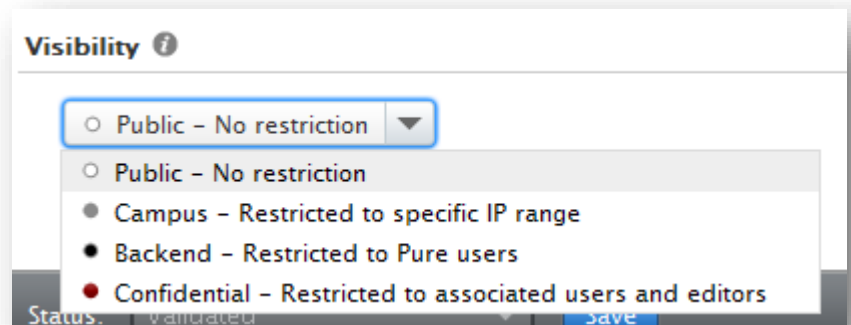 Visibility
Public – No restriction
Public – No restriction
Campus – Restricted to specific IP range
Backend – Restricted to Pure users
Confidential – Restricted to associated users and editors
Status: Validated Save